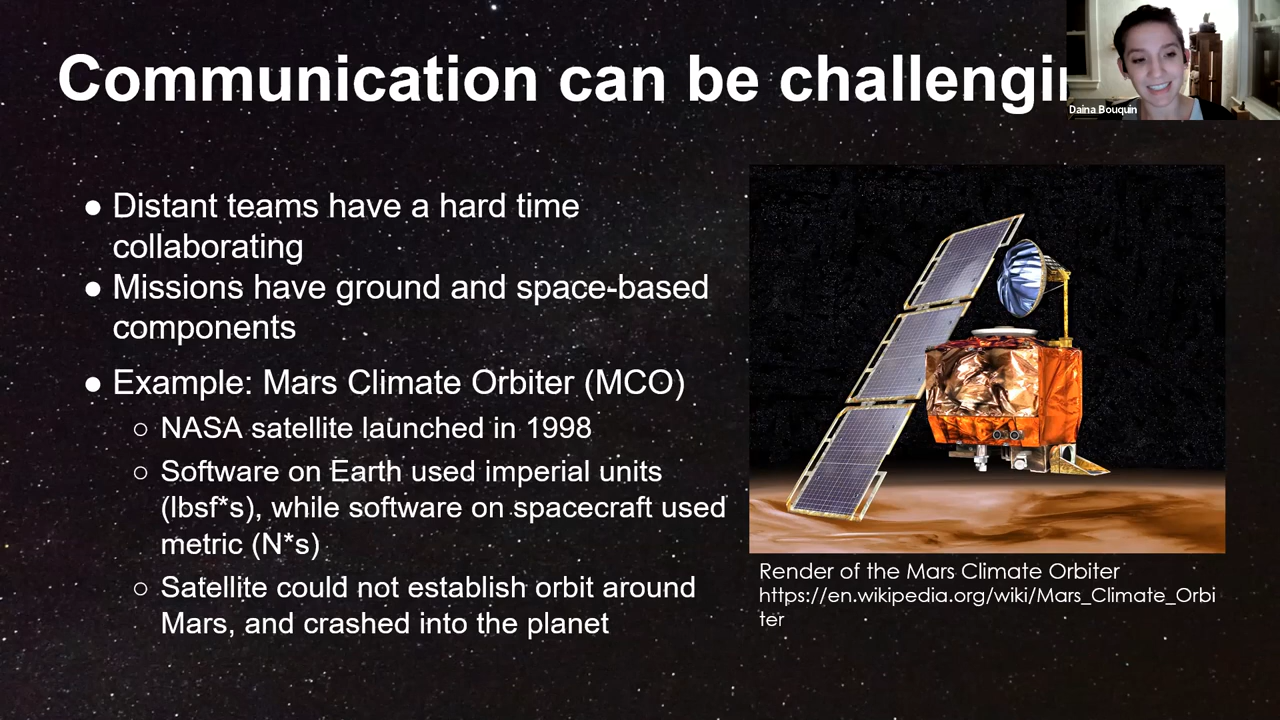 Communication can be challengin
Daina Bouquin
● Distant teams have a hard time
collaborating
● Missions have ground and space-based
components
● Example: Mars Climate Orbiter (MCO)
○ NASA satellite launched in 1998
○ Software on Earth used imperial units
(lbsf*s), while software on spacecraft used
metric (N*s)
○ Satellite could not establish orbit around
Mars, and crashed into the planet
Render of the Mars Climate Orbiter
https://en.wikipedia.org/wiki/Mars_Climate_Orbi
ter